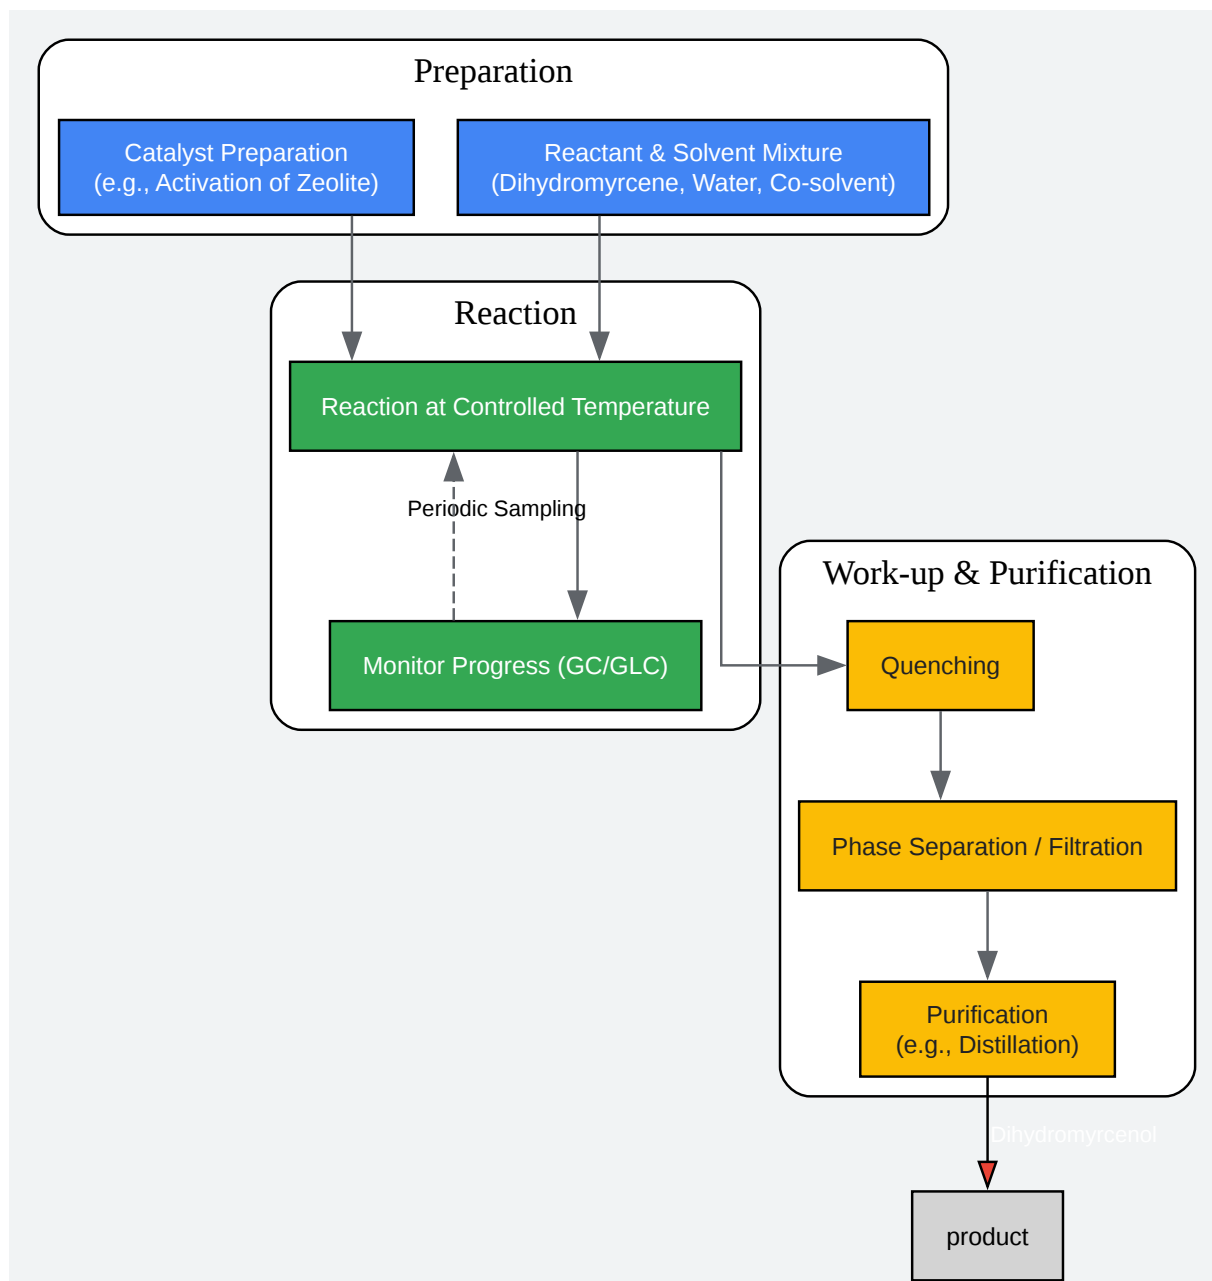 Preparation
Catalyst Preparation
(e.g., Activation of Zeolite)
Reactant & Solvent Mixture
(Dihydromyrcene, Water, Co-solvent)
Reaction
Reaction at Controlled Temperature
Periodic Sampling
Monitor Progress (GC/GLC)
Work-up & Purification
Quenching
Phase Separation / Filtration
Purification
(e.g., Distillation)
Dihydromyrcenol
product